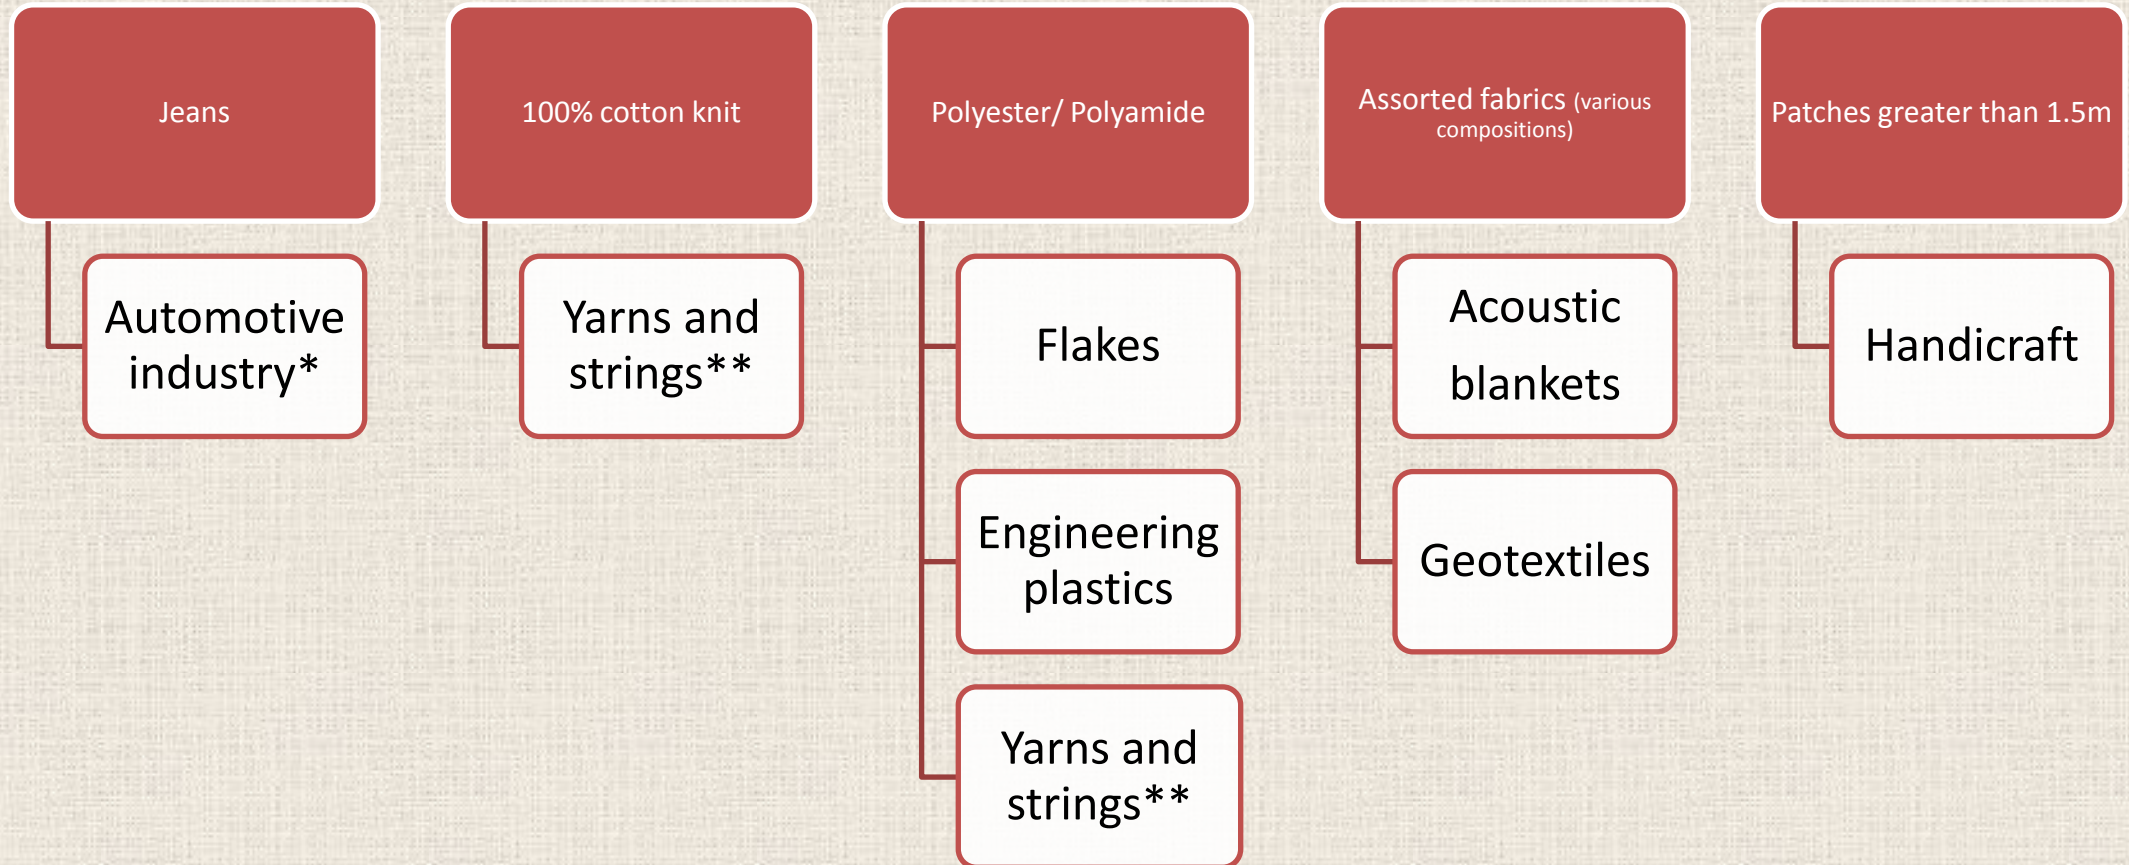 Jeans
Automotive
industry*
100% cotton knit
Yarns and
strings**
Polyester/ Polyamide
Flakes
Engineering
plastics
Yarns and
strings**
Assorted fabrics (various
compositions)
Acoustic
blankets
Geotextiles
Patches greater than 1.5m
Handicraft